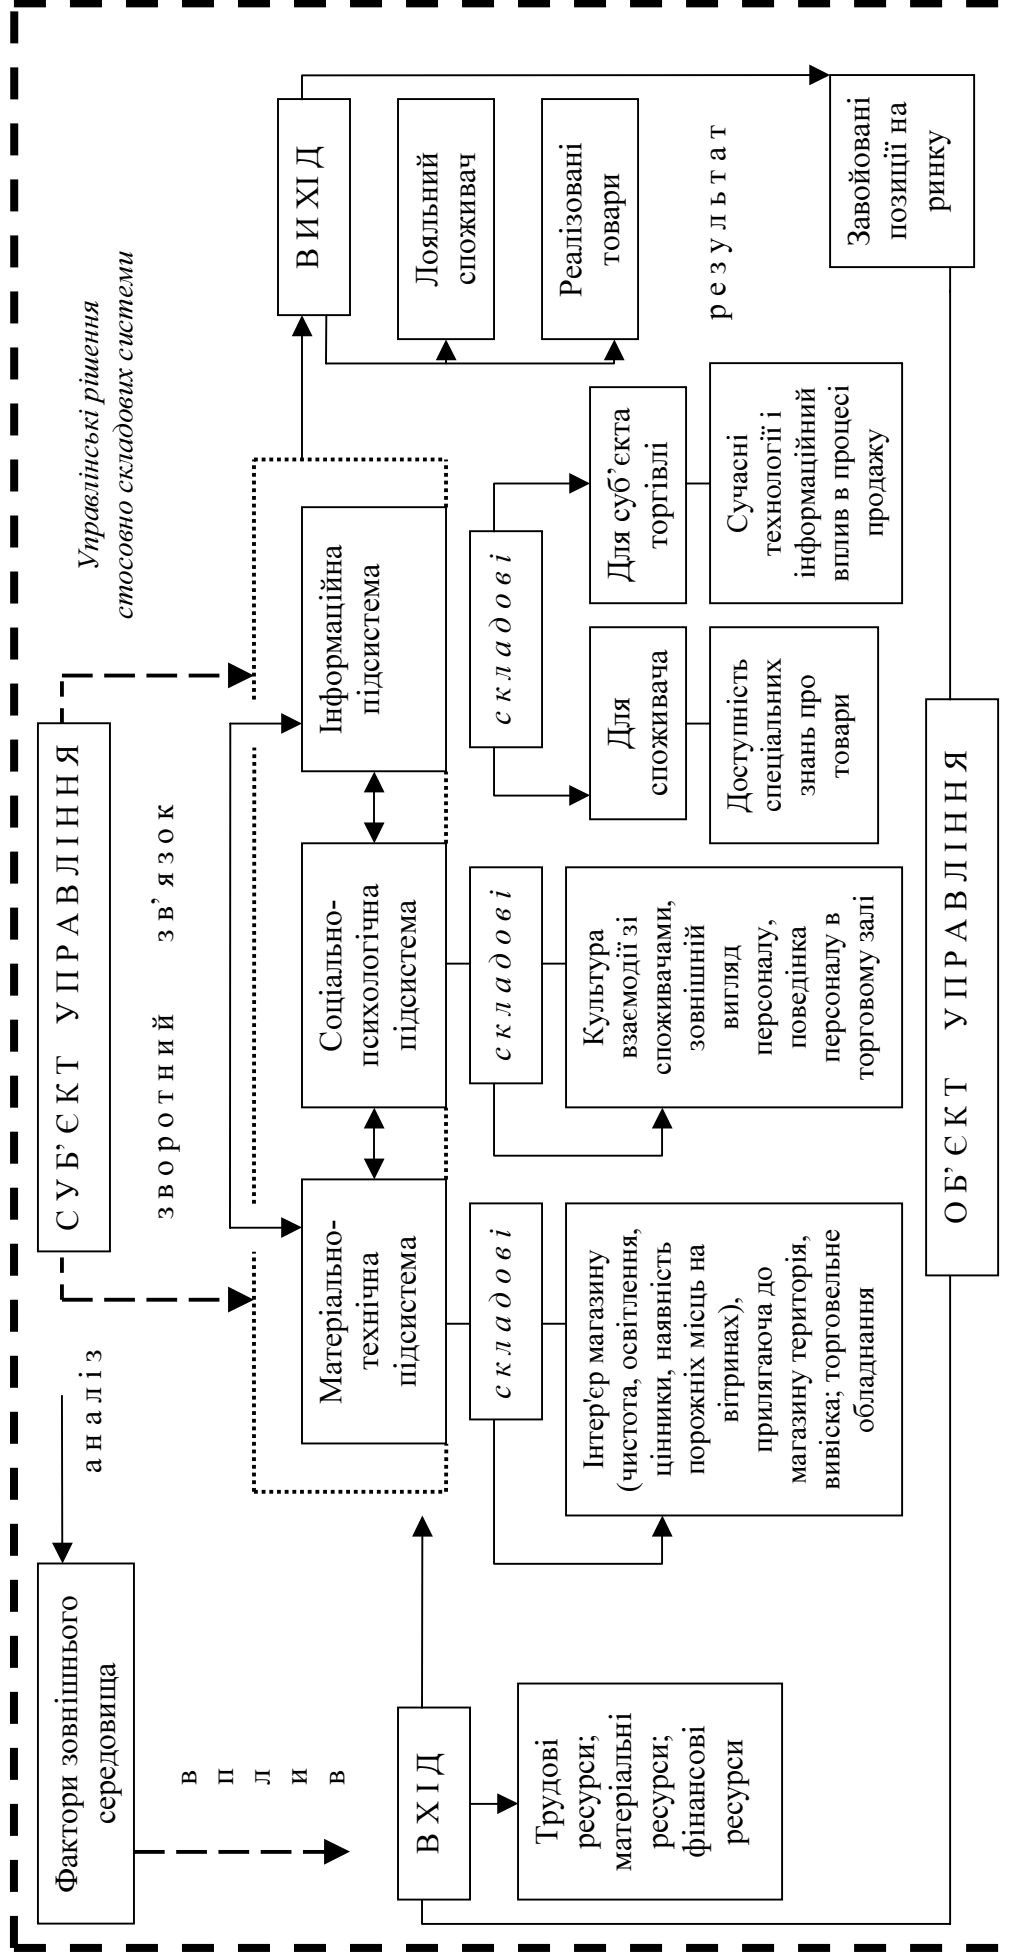 Фактори зовнішнього
середовища
аналіз
СУБ’ЄКТ УПРАВЛІННЯ
Управлінські рішення
стосовно складових системи
вплив
зворотний зв’язок
ВХІД
Трудові
ресурси;
матеріальні
ресурси;
фінансові
ресурси
Матеріально-
технічна
підсистема
Соціально-
психологічна
підсистема
Інформаційна
підсистема
ВИХІД
Лояльний
споживач
Реалізовані
товари
результат
Завойовані
позиції на
ринку
складові
Інтер'єр магазину
(чистота, освітлення,
цінники, наявність
порожніх місць на
вітринах),
прилягаюча до
магазину територія,
вивіска; торговельне
обладнання
складові
Культура
взаємодії зі
споживачами,
зовнішній
вигляд
персоналу,
поведінка
персоналу в
торговому залі
складові
Для
споживача
Доступність
спеціальних
знань про
товари
Для суб’єкта
торгівлі
Сучасні
технології і
інформаційний
вплив в процесі
продажу
ОБ’ЄКТ УПРАВЛІННЯ